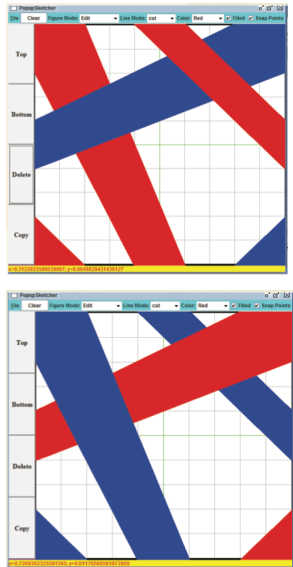 PopupSketcher
File Clear Figure Mode: Edit Line Mode: cut Color: Red Filled Snap Points
Top
Bottom
Delete
Copy
PopupSketcher
File Clear Figure Mode: Edit Line Mode: cut Color: Red Filled Snap Points
Top
Bottom
Delete
Copy